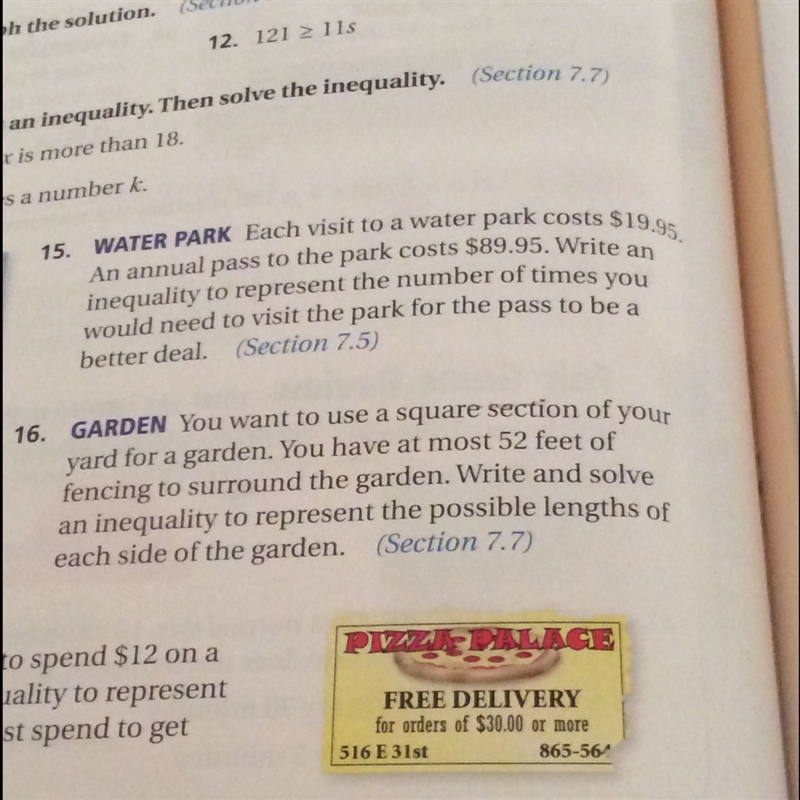 the solution. (Section
12. 121 ≥ 11s
an inequality. Then solve the inequality. (Section 7.7)
is more than 18.
a number k.
15. WATER PARK Each visit to a water park costs $19.95.
An annual pass to the park costs $89.95. Write an
inequality to represent the number of times you
would need to visit the park for the pass to be a
better deal. (Section 7.5)
16. GARDEN You want to use a square section of your
yard for a garden. You have at most 52 feet of
fencing to surround the garden. Write and solve
an inequality to represent the possible lengths of
each side of the garden. (Section 7.7)
to spend $12 on a
uality to represent
st spend to get
PIZZA PALACE
FREE DELIVERY
for orders of $30.00 or more
516 E 31st 865-564